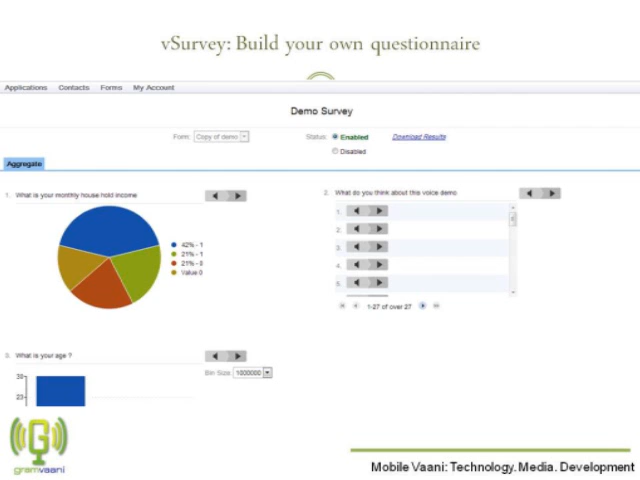 vSurvey: Build your own questionnaire
Applications Contacts Forms My Account
Demo Survey
Form: Copy of demo Status: Enabled Download Results
Disabled
Aggregate
1. What is your monthly house hold income
2. What do you think about this voice demo
1.
2.
3.
4.
5.
42% - 1
21% - 1
21% - 3
Value 0
1-27 of over 27
3. What is your age ?
Bin Size: 1000000
30
23
gramvaani
Mobile Vaani: Technology. Media. Development